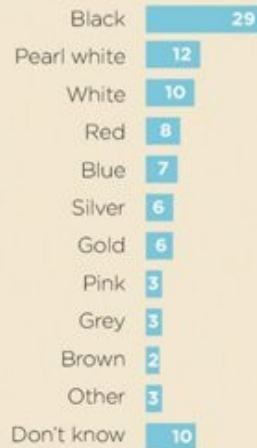 Black 29
Pearl white 12
White 10
Red 8
Blue 7
Silver 6
Gold 6
Pink 3
Grey 3
Brown 2
Other 3
Don't know 10